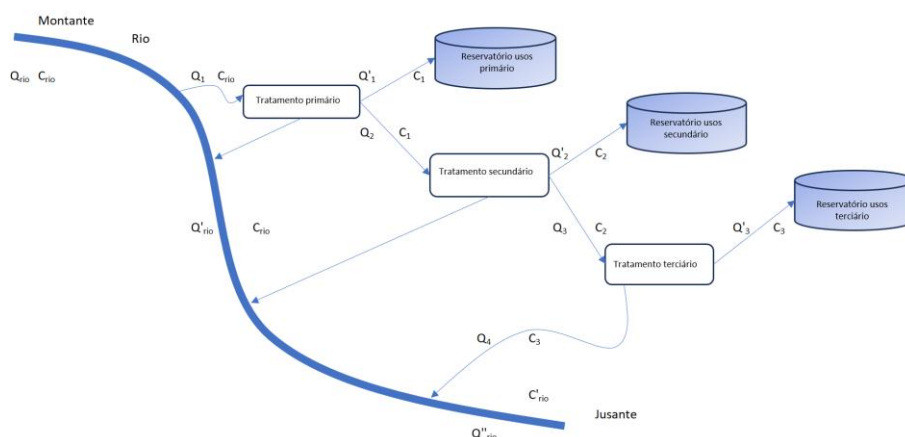 Montante
Rio
Qrio Crio
Q1 Crio
Tratamento primário
Q'1 C1
Reservatório usos
primário
Q2 C1
Tratamento secundário
Q'2 C2
Reservatório usos
secundário
Q3 C2
Tratamento terciário
Q'3 C3
Reservatório usos
terciário
Q'rio Crio
Q4 C3
C'rio
Q''rio
Jusante